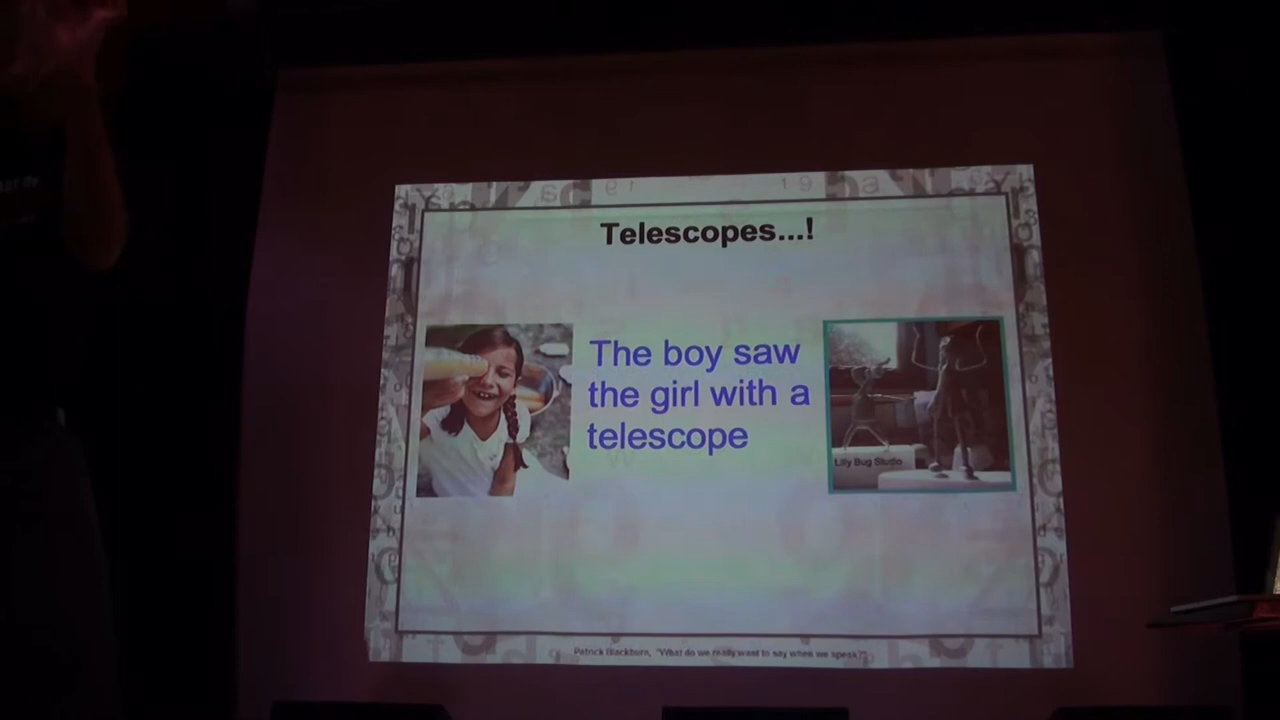 Telescopes...!
The boy saw
the girl with a
telescope
Lilly Bug Studio
Patrick Blackburn, "What do we really want to say when we speak?"